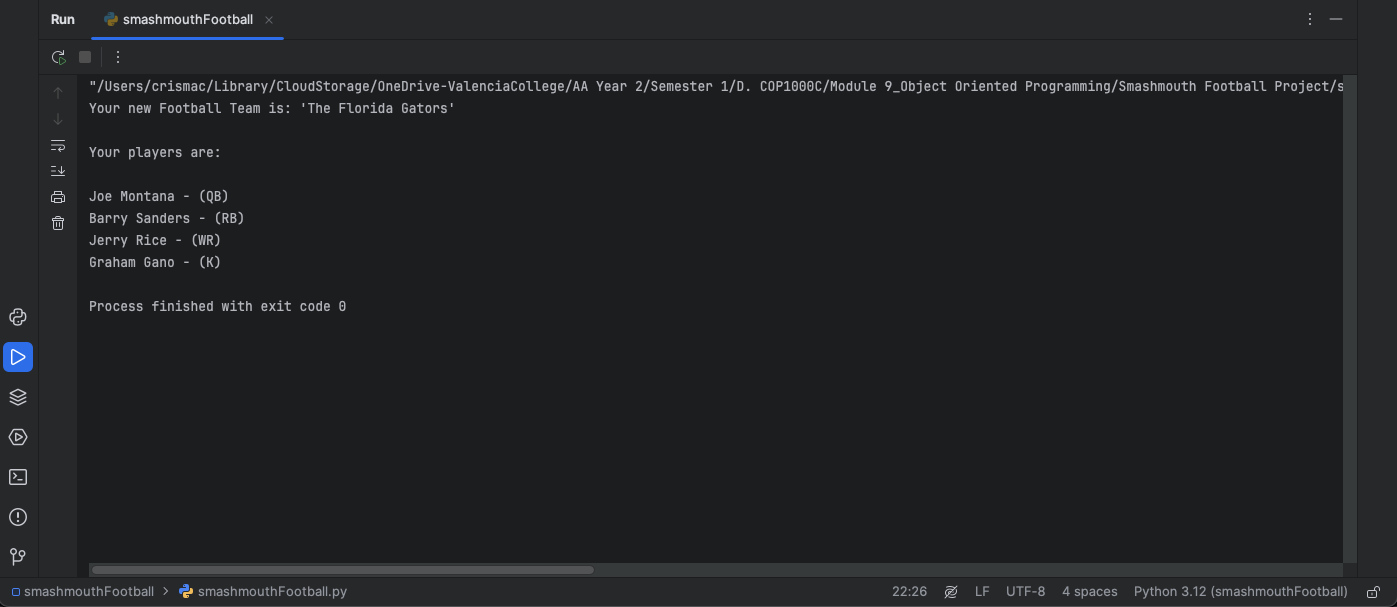 Run
smashmouthFootball
"/Users/crismac/Library/CloudStorage/OneDrive-ValenciaCollege/AA Year 2/Semester 1/D. COP1000C/Module 9_Object Oriented Programming/Smashmouth Football Project/s
Your new Football Team is: 'The Florida Gators'
Your players are:
Joe Montana - (QB)
Barry Sanders - (RB)
Jerry Rice - (WR)
Graham Gano - (K)
Process finished with exit code 0
smashmouthFootball > smashmouthFootball.py
22:26 LF UTF-8 4 spaces Python 3.12 (smashmouthFootball)